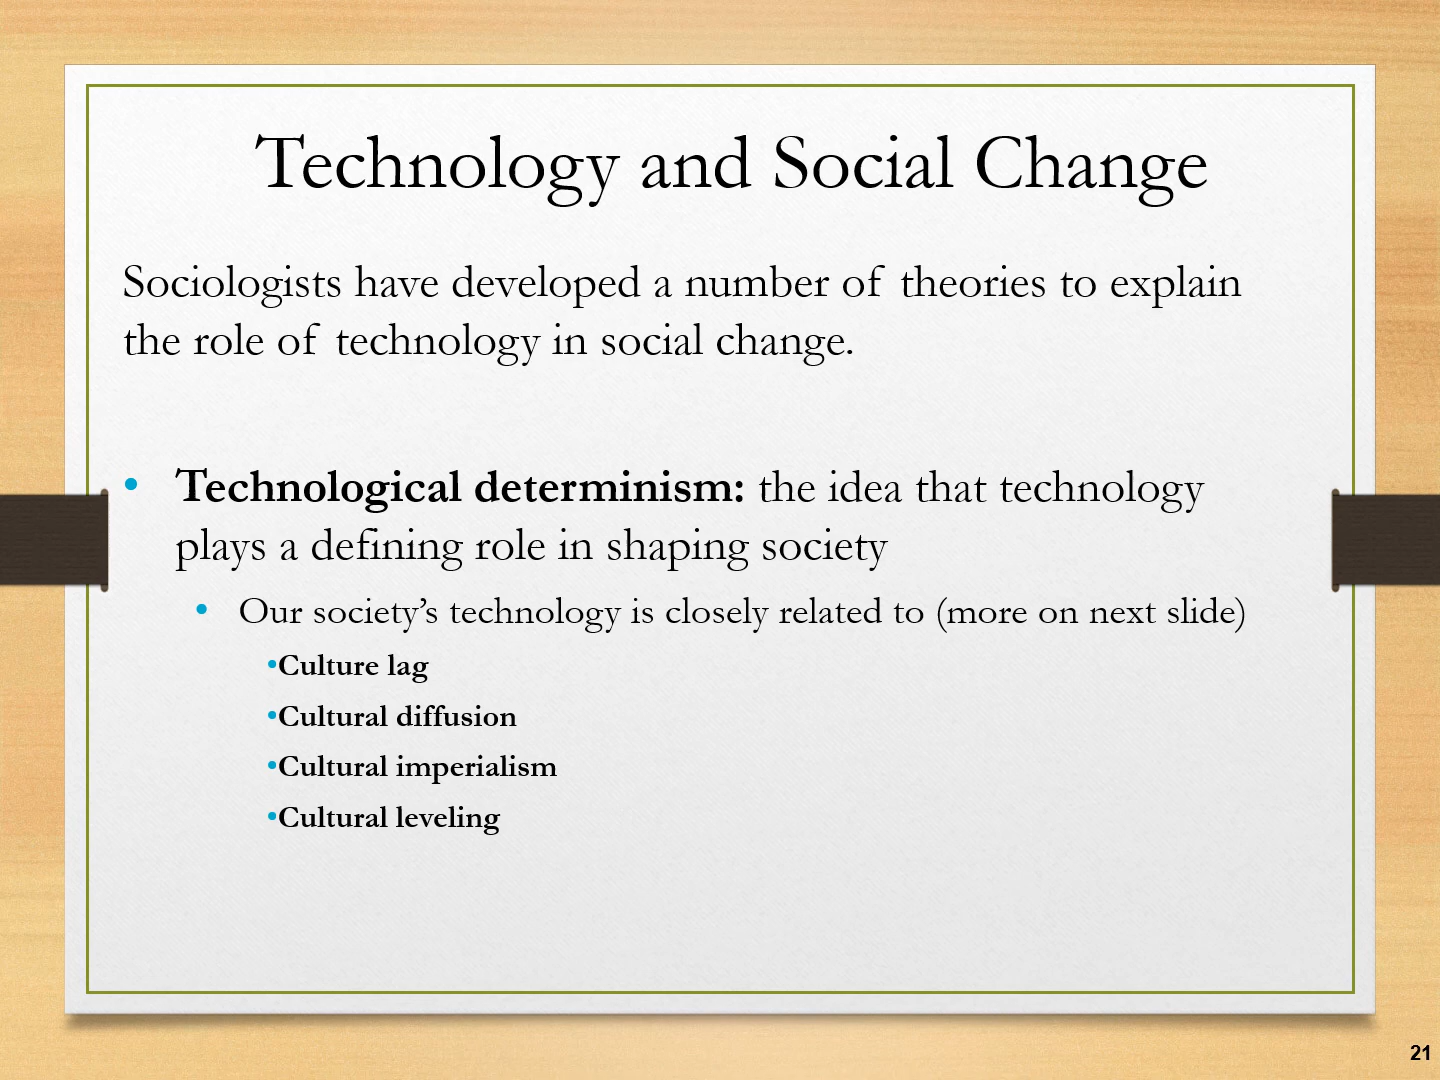 Technology and Social Change
Sociologists have developed a number of theories to explain
the role of technology in social change.
• Technological determinism: the idea that technology
plays a defining role in shaping society
• Our society’s technology is closely related to (more on next slide)
•Culture lag
•Cultural diffusion
•Cultural imperialism
•Cultural leveling
21